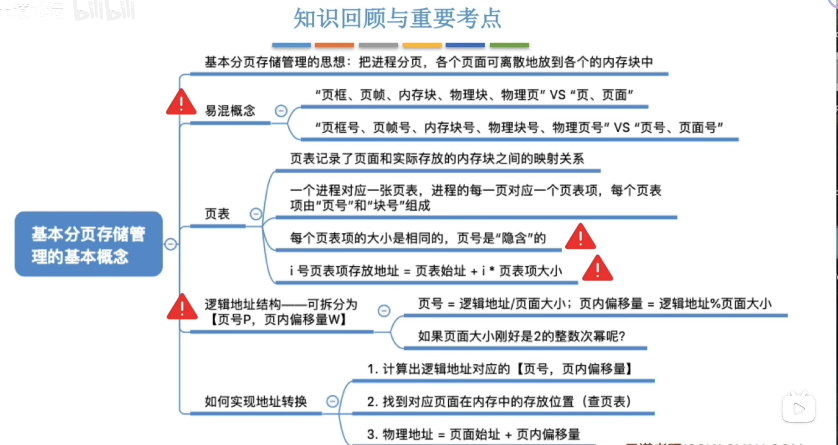 bilibili
知识回顾与重要考点
基本分页存储管理的思想：把进程分页，各个页面可离散地放到各个的内存块中
易混概念
“页框、页帧、内存块、物理块、物理页” VS “页、页面”
“页框号、页帧号、内存块号、物理块号、物理页号” VS “页号、页面号”
页表记录了页面和实际存放的内存块之间的映射关系
一个进程对应一张页表，进程的每一页对应一个页表项，每个页表
项由“页号”和“块号”组成
页表
每个页表项的大小是相同的，页号是“隐含”的
i 号页表项存放地址 = 页表始址 + i * 页表项大小
基本分页存储管
理的基本概念
逻辑地址结构——可拆分为
【页号P，页内偏移量W】
页号 = 逻辑地址/页面大小；页内偏移量 = 逻辑地址%页面大小
如果页面大小刚好是2的整数次幂呢？
如何实现地址转换
1. 计算出逻辑地址对应的【页号，页内偏移量】
2. 找到对应页面在内存中的存放位置（查页表）
3. 物理地址 = 页面始址 + 页内偏移量